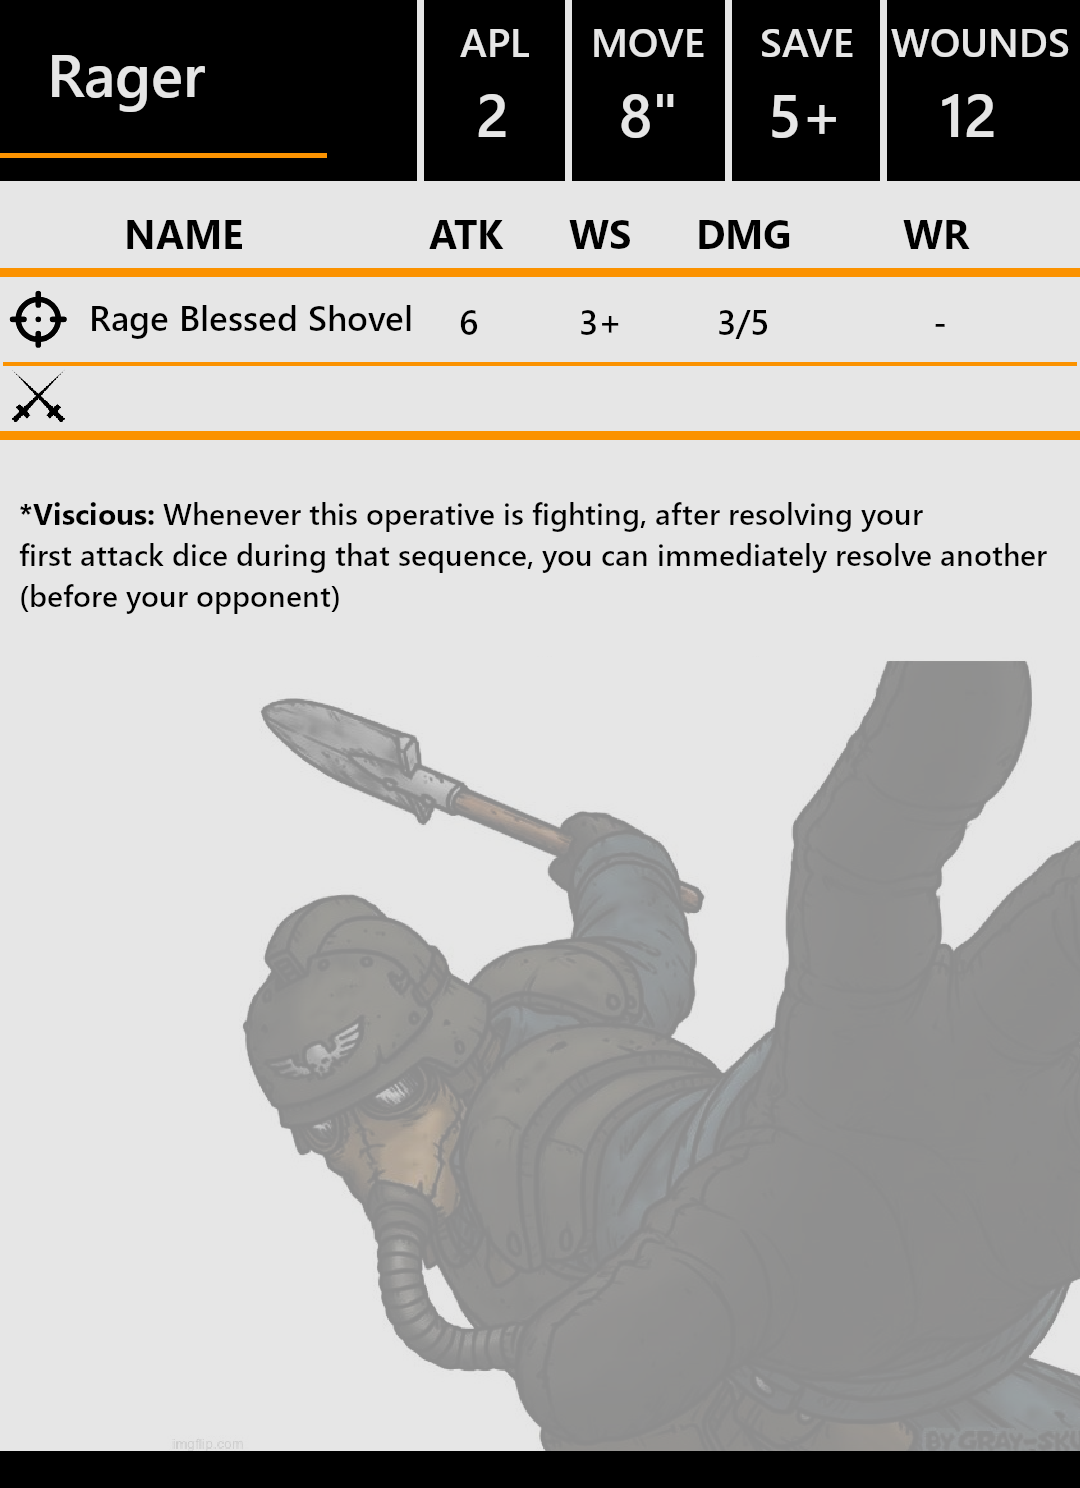 Rager
APL MOVE SAVE WOUNDS
2 8" 5+ 12
NAME ATK WS DMG WR
Rage Blessed Shovel 6 3+ 3/5 -
*Viscious: Whenever this operative is fighting, after resolving your
first attack dice during that sequence, you can immediately resolve another
(before your opponent)
imgflip.com
BY GRAY-SKU